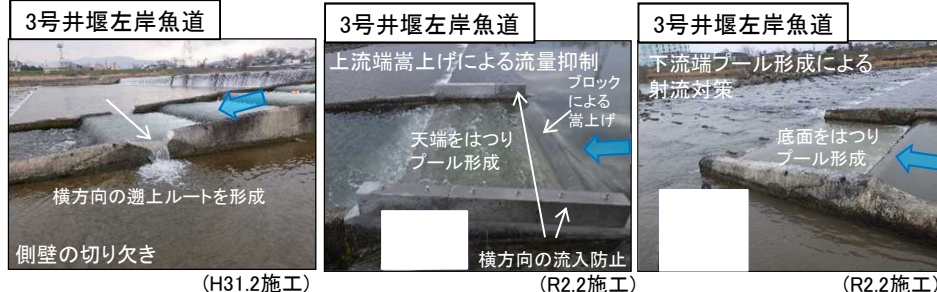 3号井堰左岸魚道
横方向の遡上ルートを形成
側壁の切り欠き
(H31.2施工)
3号井堰左岸魚道
上流端嵩上げによる流量抑制
ブロック
による
嵩上げ
天端をはつり
プール形成
横方向の流入防止
(R2.2施工)
3号井堰左岸魚道
下流端プール形成による
射流対策
底面をはつり
プール形成
(R2.2施工)